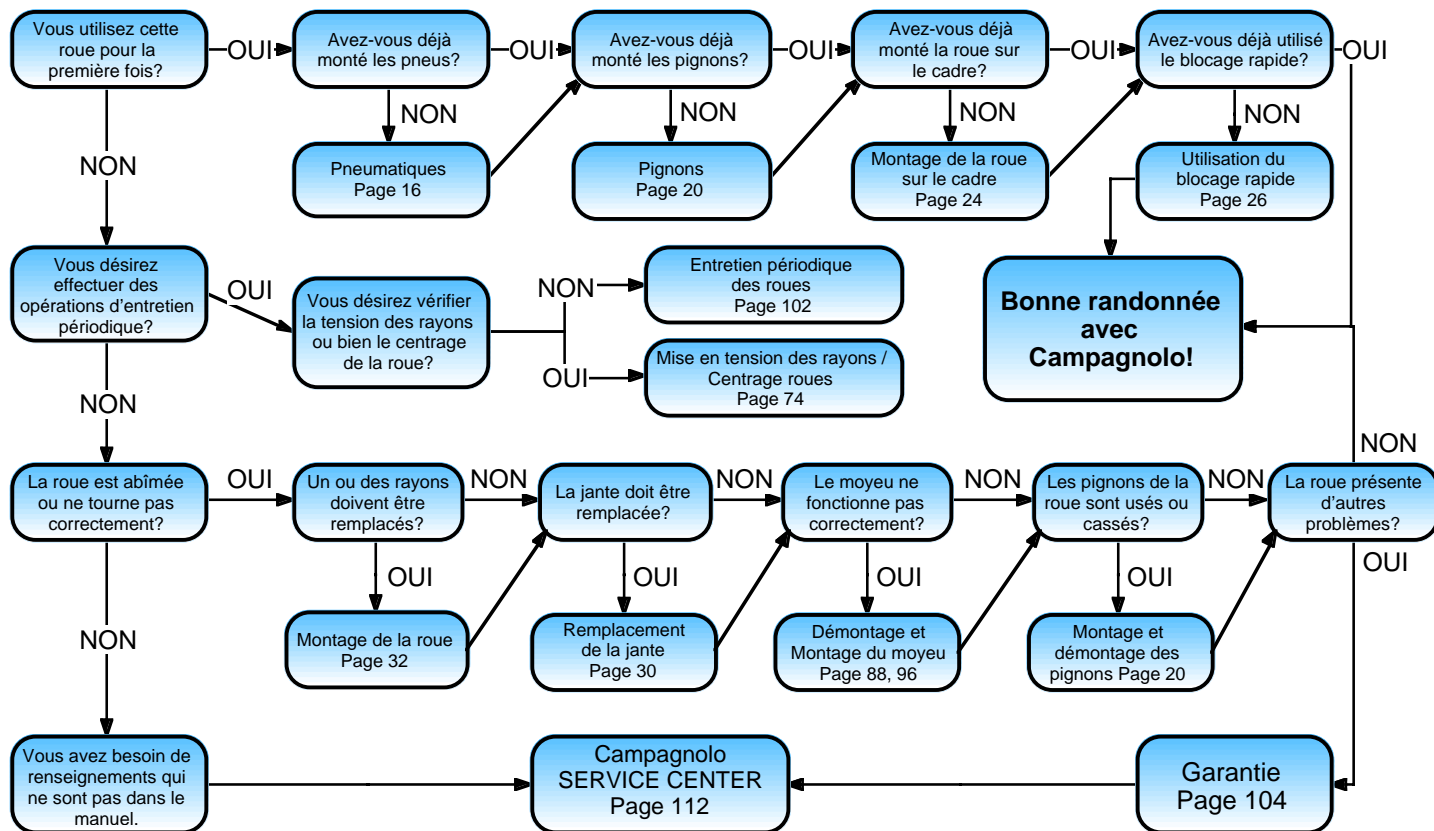 Vous utilisez cette
roue pour la
première fois?
OUI
Avez-vous déjà
monté les pneus?
OUI
Avez-vous déjà
monté les pignons?
OUI
Avez-vous déjà
monté la roue sur
le cadre?
OUI
Avez-vous déjà utilisé
le blocage rapide?
OUI
NON
NON
NON
NON
NON
Pneumatiques
Page 16
Pignons
Page 20
Montage de la roue
sur le cadre
Page 24
Utilisation du
blocage rapide
Page 26
Vous désirez
effectuer des
opérations d’entretien
périodique?
OUI
Vous désirez vérifier
la tension des rayons
ou bien le centrage
de la roue?
NON
Entretien périodique
des roues
Page 102
OUI
Mise en tension des rayons /
Centrage roues
Page 74
Bonne randonnée
avec
Campagnolo!
NON
La roue est abîmée
ou ne tourne pas
correctement?
OUI
Un ou des rayons
doivent être
remplacés?
NON
La jante doit être
remplacée?
NON
Le moyeu ne
fonctionne pas
correctement?
NON
Les pignons de la
roue sont usés ou
cassés?
NON
La roue présente
d’autres
problèmes?
NON
OUI
OUI
OUI
OUI
OUI
NON
Montage de la roue
Page 32
Remplacement
de la jante
Page 30
Démontage et
Montage du moyeu
Page 88, 96
Montage et
démontage des
pignons Page 20
Vous avez besoin de
renseignements qui
ne sont pas dans le
manuel.
Campagnolo
SERVICE CENTER
Page 112
Garantie
Page 104